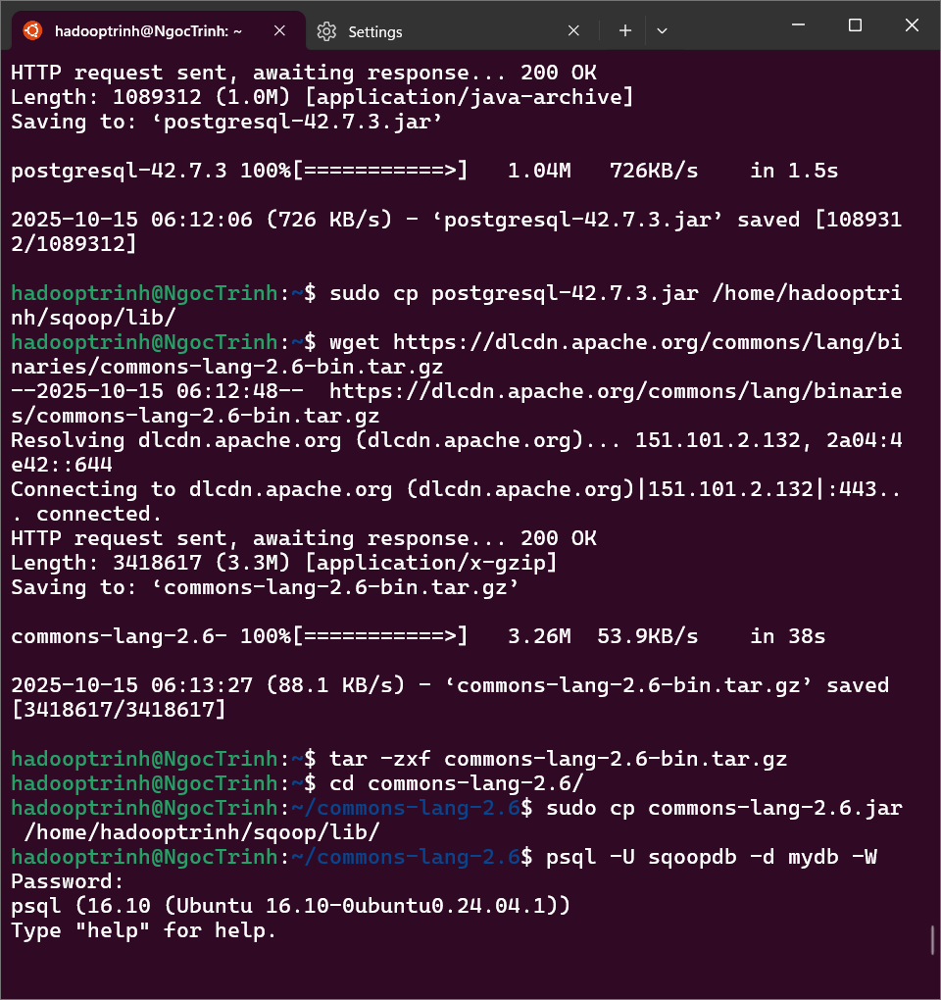 hadooptrinh@NgocTrinh: ~
Settings
HTTP request sent, awaiting response... 200 OK
Length: 1089312 (1.0M) [application/java-archive]
Saving to: ‘postgresql-42.7.3.jar’
postgresql-42.7.3 100%[===========>]   1.04M   726KB/s    in 1.5s
2025-10-15 06:12:06 (726 KB/s) - ‘postgresql-42.7.3.jar’ saved [108931
2/1089312]
hadooptrinh@NgocTrinh:~$ sudo cp postgresql-42.7.3.jar /home/hadooptri
nh/sqoop/lib/
hadooptrinh@NgocTrinh:~$ wget https://dlcdn.apache.org/commons/lang/bi
naries/commons-lang-2.6-bin.tar.gz
--2025-10-15 06:12:48--  https://dlcdn.apache.org/commons/lang/binarie
s/commons-lang-2.6-bin.tar.gz
Resolving dlcdn.apache.org (dlcdn.apache.org)... 151.101.2.132, 2a04:4
e42::644
Connecting to dlcdn.apache.org (dlcdn.apache.org)|151.101.2.132|:443..
. connected.
HTTP request sent, awaiting response... 200 OK
Length: 3418617 (3.3M) [application/x-gzip]
Saving to: ‘commons-lang-2.6-bin.tar.gz’
commons-lang-2.6- 100%[===========>]   3.26M  53.9KB/s    in 38s
2025-10-15 06:13:27 (88.1 KB/s) - ‘commons-lang-2.6-bin.tar.gz’ saved
[3418617/3418617]
hadooptrinh@NgocTrinh:~$ tar -zxf commons-lang-2.6-bin.tar.gz
hadooptrinh@NgocTrinh:~$ cd commons-lang-2.6/
hadooptrinh@NgocTrinh:~/commons-lang-2.6$ sudo cp commons-lang-2.6.jar
 /home/hadooptrinh/sqoop/lib/
hadooptrinh@NgocTrinh:~/commons-lang-2.6$ psql -U sqoopdb -d mydb -W
Password:
psql (16.10 (Ubuntu 16.10-0ubuntu0.24.04.1))
Type "help" for help.